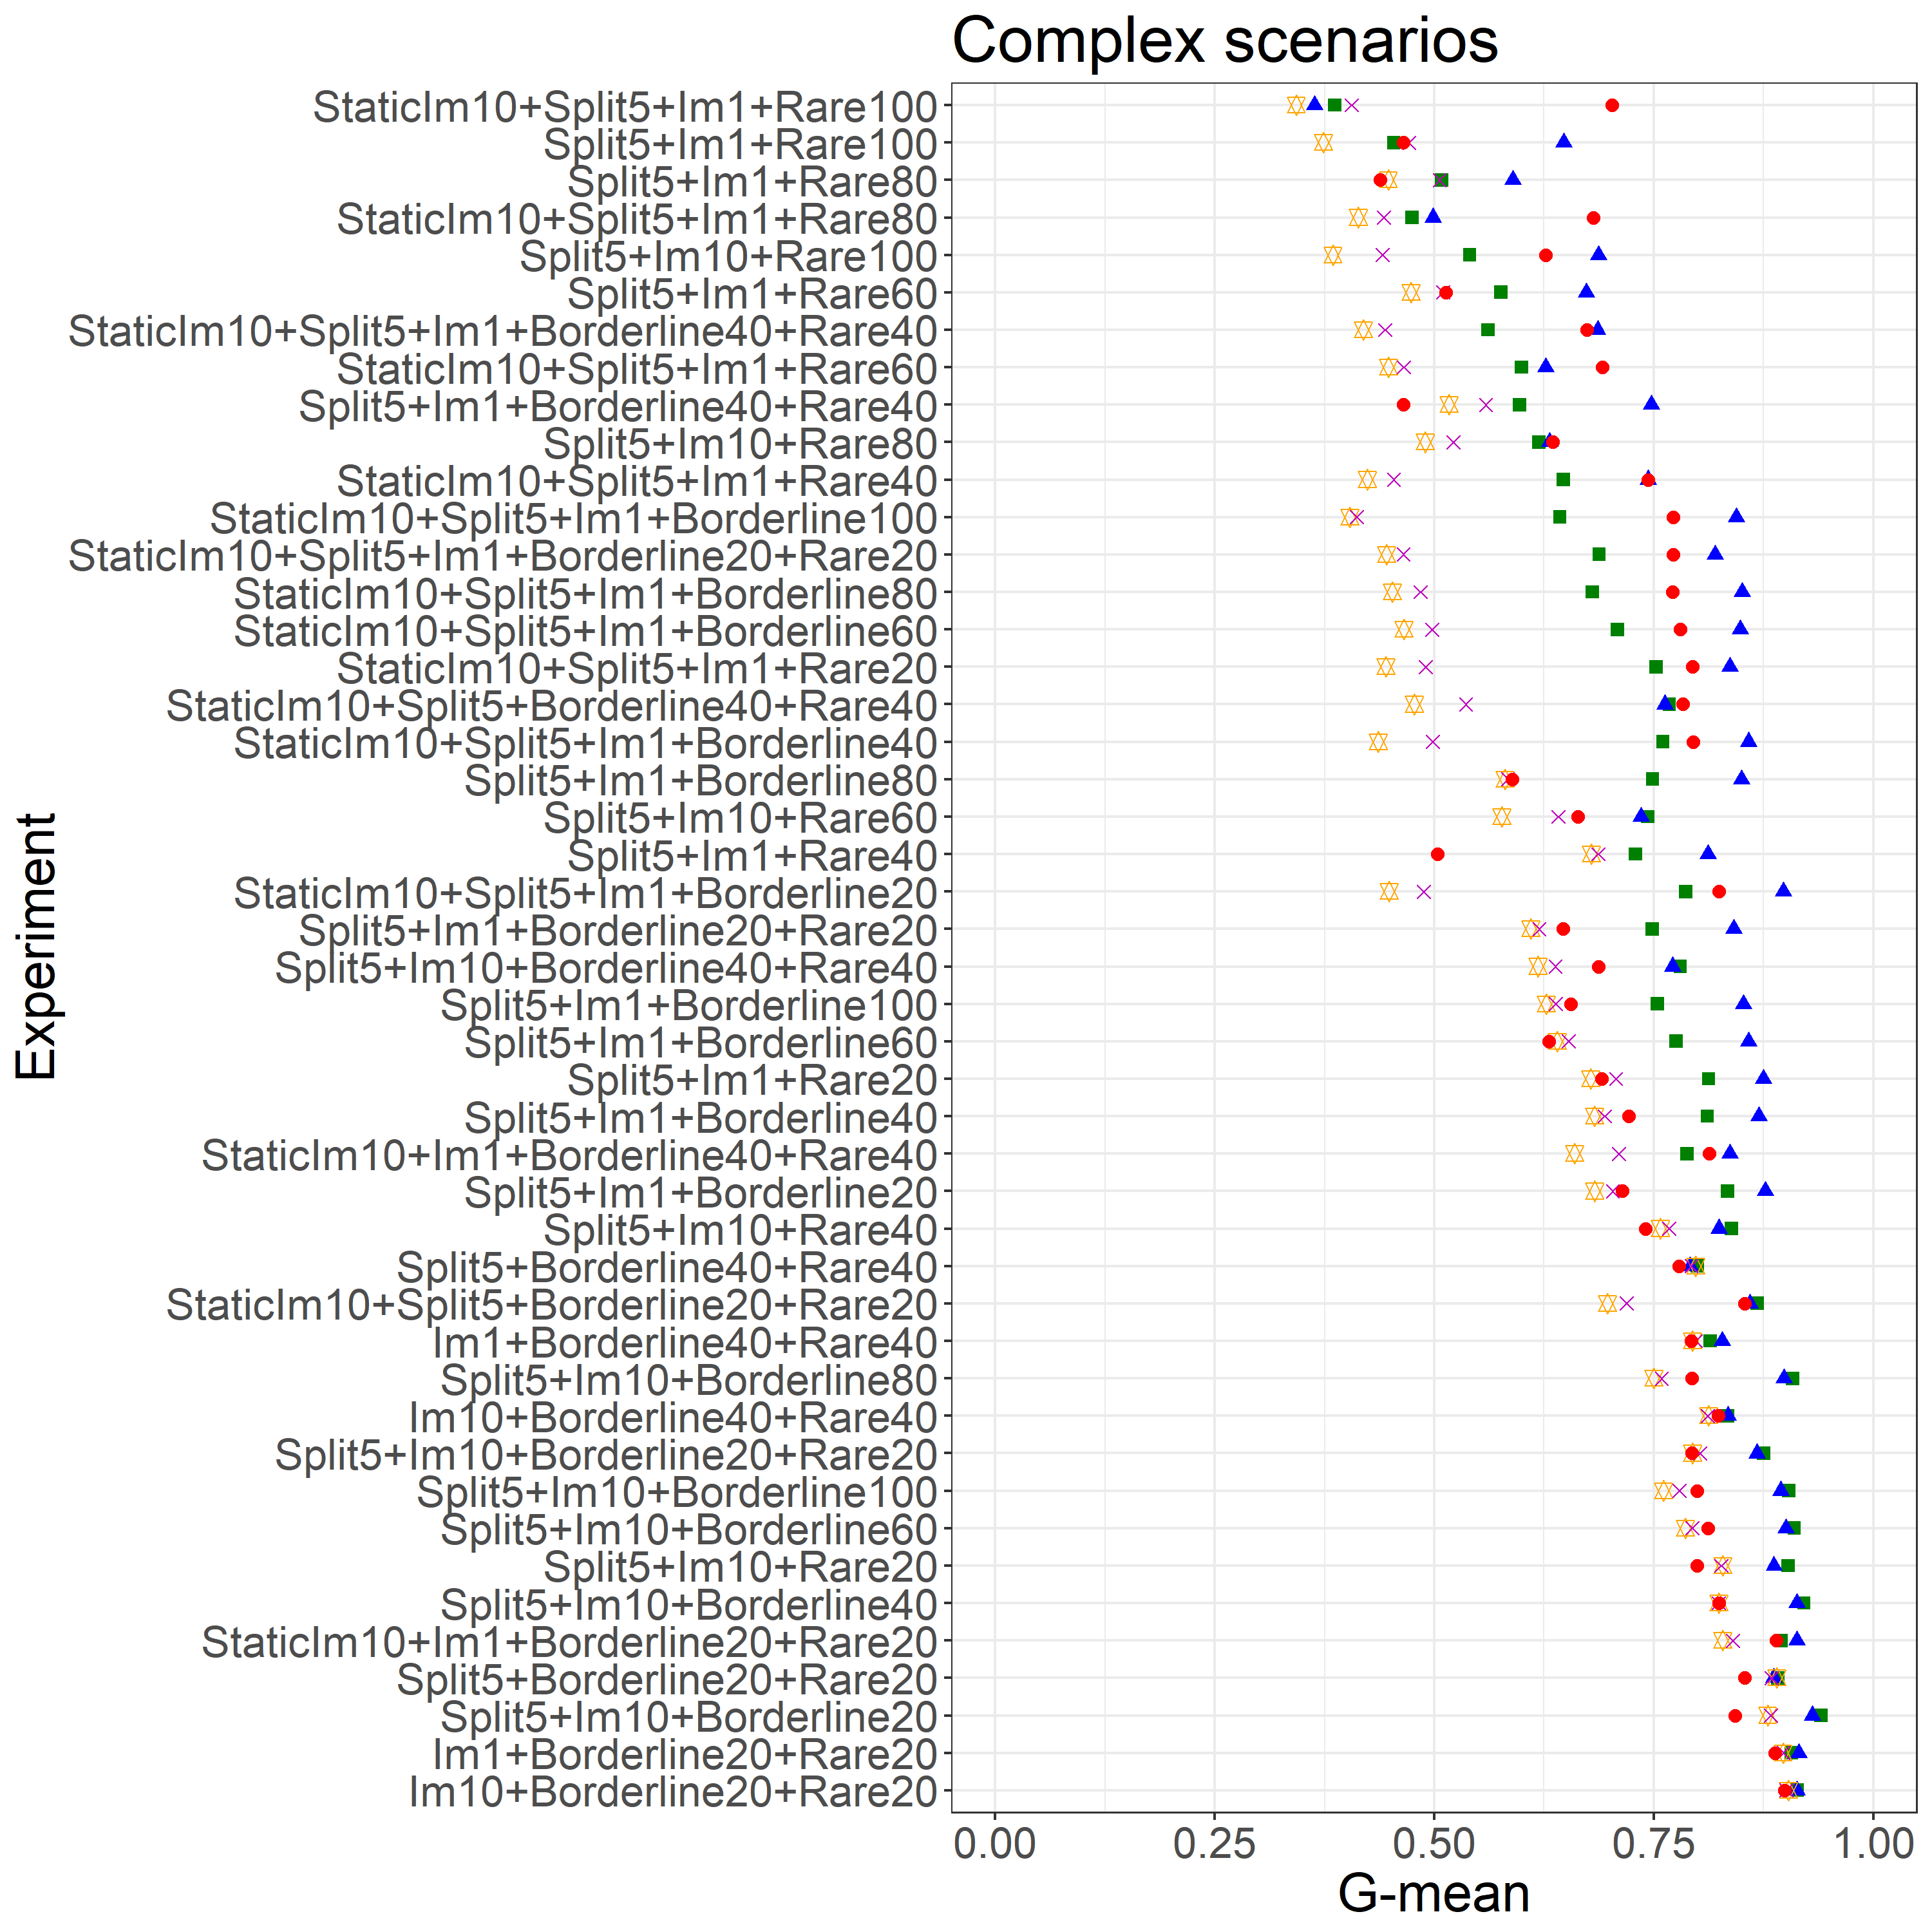 Complex scenarios
StaticIm10+Split5+Im1+Rare100
Split5+Im1+Rare100
Split5+Im1+Rare80
StaticIm10+Split5+Im1+Rare80
Split5+Im10+Rare100
Split5+Im1+Rare60
StaticIm10+Split5+Im1+Borderline40+Rare40
StaticIm10+Split5+Im1+Rare60
Split5+Im1+Borderline40+Rare40
Split5+Im10+Rare80
StaticIm10+Split5+Im1+Rare40
StaticIm10+Split5+Im1+Borderline100
StaticIm10+Split5+Im1+Borderline20+Rare20
StaticIm10+Split5+Im1+Borderline80
StaticIm10+Split5+Im1+Borderline60
StaticIm10+Split5+Im1+Rare20
StaticIm10+Split5+Borderline40+Rare40
StaticIm10+Split5+Im1+Borderline40
Split5+Im1+Borderline80
Split5+Im10+Rare60
Split5+Im1+Rare40
StaticIm10+Split5+Im1+Borderline20
Split5+Im1+Borderline20+Rare20
Split5+Im10+Borderline40+Rare40
Split5+Im1+Borderline100
Split5+Im1+Borderline60
Split5+Im1+Rare20
Split5+Im1+Borderline40
StaticIm10+Im1+Borderline40+Rare40
Split5+Im1+Borderline20
Split5+Im10+Rare40
Split5+Borderline40+Rare40
StaticIm10+Split5+Borderline20+Rare20
Im1+Borderline40+Rare40
Split5+Im10+Borderline80
Im10+Borderline40+Rare40
Split5+Im10+Borderline20+Rare20
Split5+Im10+Borderline100
Split5+Im10+Borderline60
Split5+Im10+Rare20
Split5+Im10+Borderline40
StaticIm10+Im1+Borderline20+Rare20
Split5+Borderline20+Rare20
Split5+Im10+Borderline20
Im1+Borderline20+Rare20
Im10+Borderline20+Rare20
Experiment
0.00 0.25 0.50 0.75 1.00
G-mean